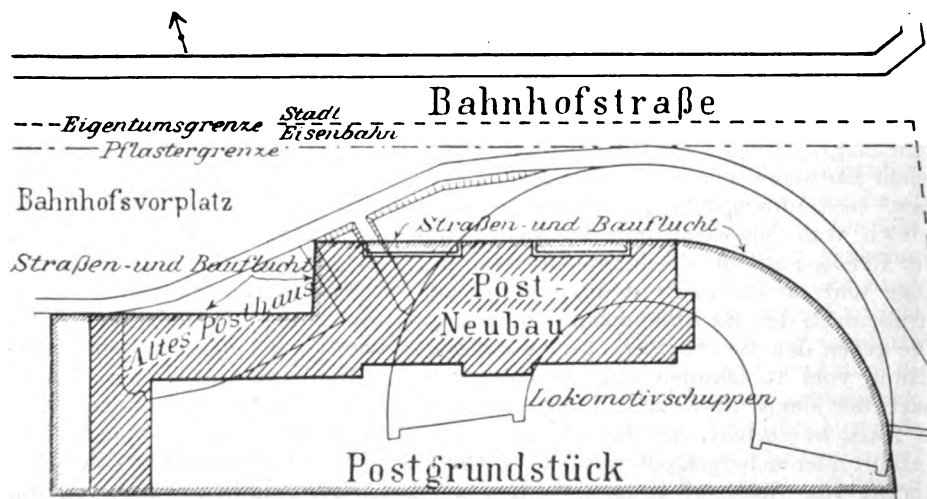 Bahnhofstraße
Eigentumsgrenze Stadt
Eisenbahn
Pflastergrenze
Bahnhofsvorplatz
Straßen- und Bauflucht
Straßen- und Bauflucht
Altes Posthaus
Post-
Neubau
Lokomotivschuppen
Postgrundstück